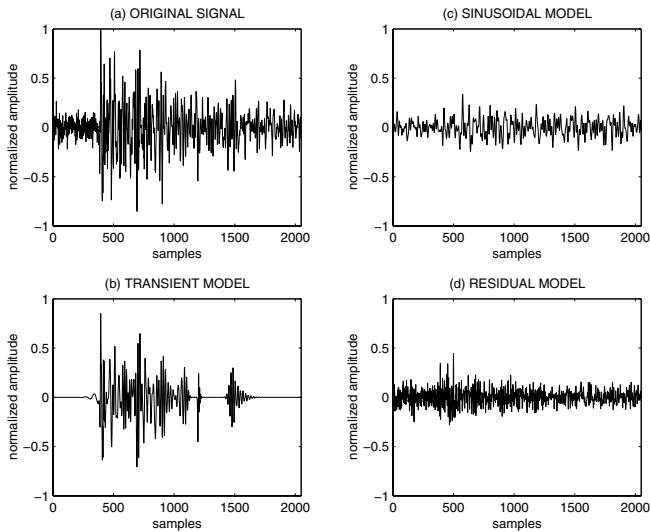 (a) ORIGINAL SIGNAL
1
0.5
0
−0.5
−1
normalized amplitude
0 500 1000 1500 2000
samples
(c) SINUSOIDAL MODEL
1
0.5
0
−0.5
−1
normalized amplitude
0 500 1000 1500 2000
samples
(b) TRANSIENT MODEL
1
0.5
0
−0.5
−1
normalized amplitude
0 500 1000 1500 2000
samples
(d) RESIDUAL MODEL
1
0.5
0
−0.5
−1
normalized amplitude
0 500 1000 1500 2000
samples